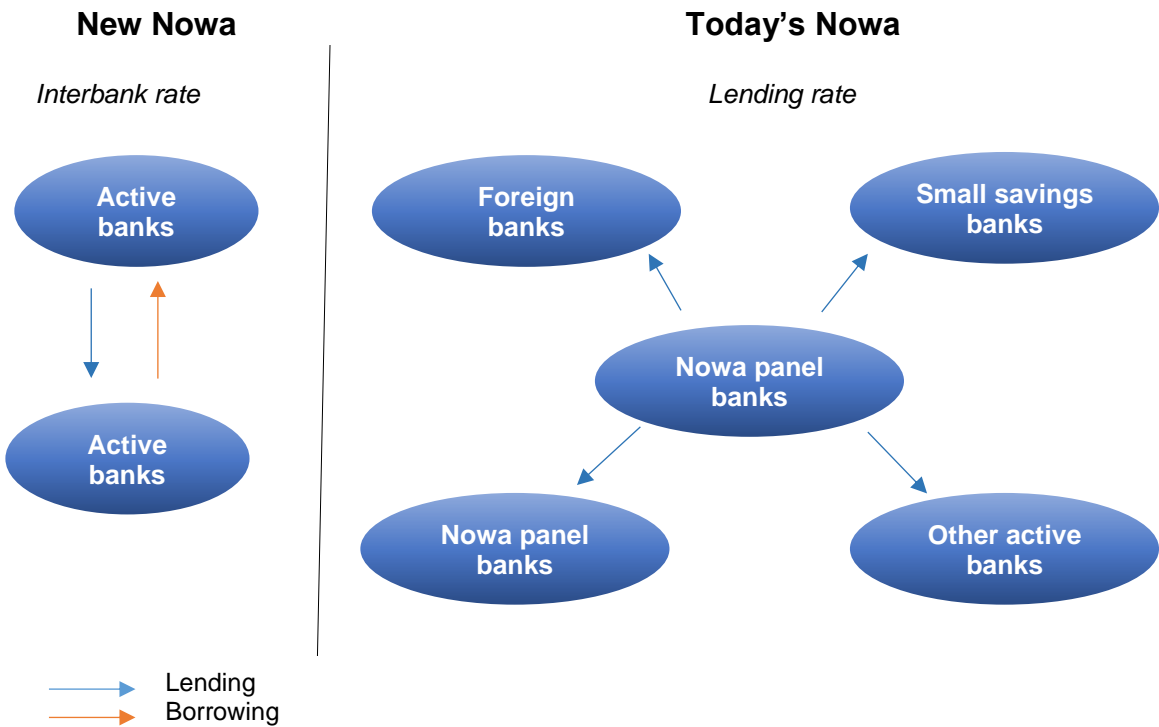 New Nowa
Today's Nowa
Interbank rate
Lending rate
Active
banks
Active
banks
Foreign
banks
Small savings
banks
Nowa panel
banks
Nowa panel
banks
Other active
banks
Lending
Borrowing